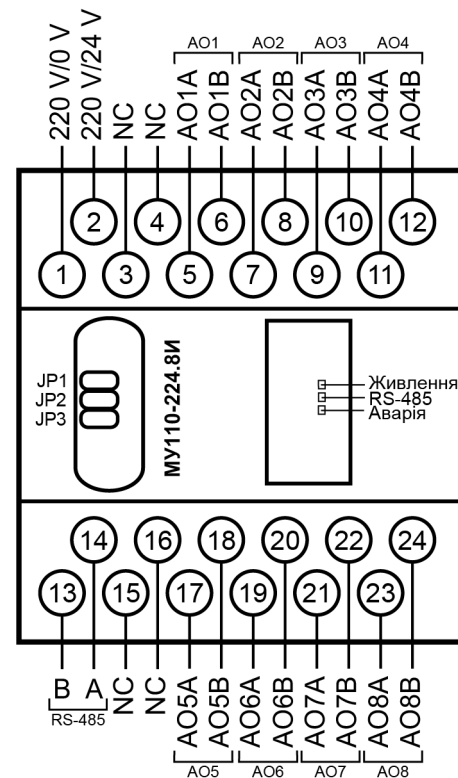 AO1 AO2 AO3 AO4
220 V/0 V
220 V/24 V
NC
NC
AO1A
AO1B
AO2A
AO2B
AO3A
AO3B
AO4A
AO4B
2 4 6 8 10 12
1 3 5 7 9 11
JP1
JP2
JP3
МУ110-224.8И
Живлення
RS-485
Аварія
14 16 18 20 22 24
13 15 17 19 21 23
B
A
NC
NC
AO5A
AO5B
AO6A
AO6B
AO7A
AO7B
AO8A
AO8B
RS-485
AO5 AO6 AO7 AO8